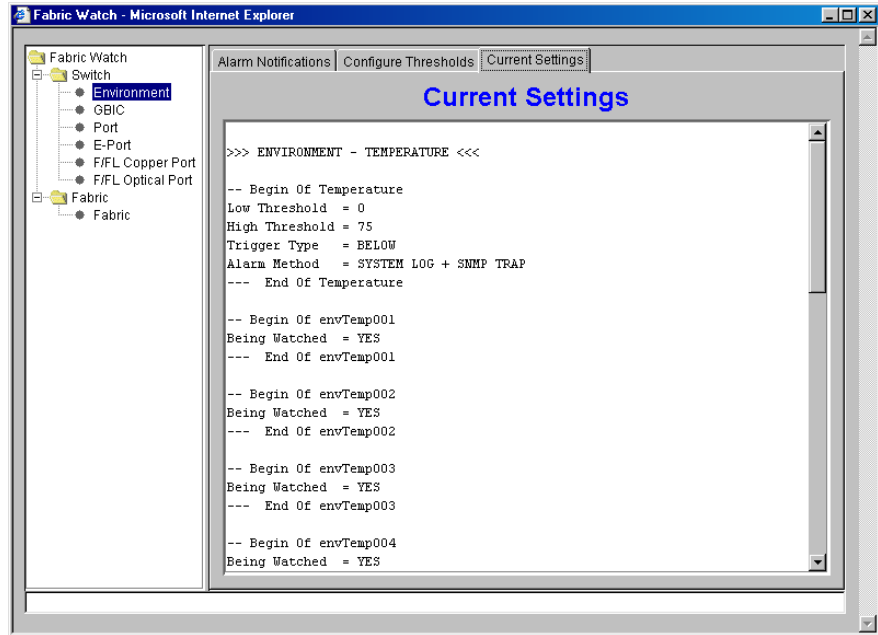 Fabric Watch - Microsoft Internet Explorer
Fabric Watch
Switch
Environment
GBIC
Port
E-Port
F/FL Copper Port
F/FL Optical Port
Fabric
Fabric
Alarm Notifications Configure Thresholds Current Settings
Current Settings
>>> ENVIRONMENT - TEMPERATURE <<<
-- Begin Of Temperature
Low Threshold = 0
High Threshold = 75
Trigger Type = BELOW
Alarm Method = SYSTEM LOG + SNMP TRAP
--- End Of Temperature
-- Begin Of envTemp001
Being Watched = YES
--- End Of envTemp001
-- Begin Of envTemp002
Being Watched = YES
--- End Of envTemp002
-- Begin Of envTemp003
Being Watched = YES
--- End Of envTemp003
-- Begin Of envTemp004
Being Watched = YES